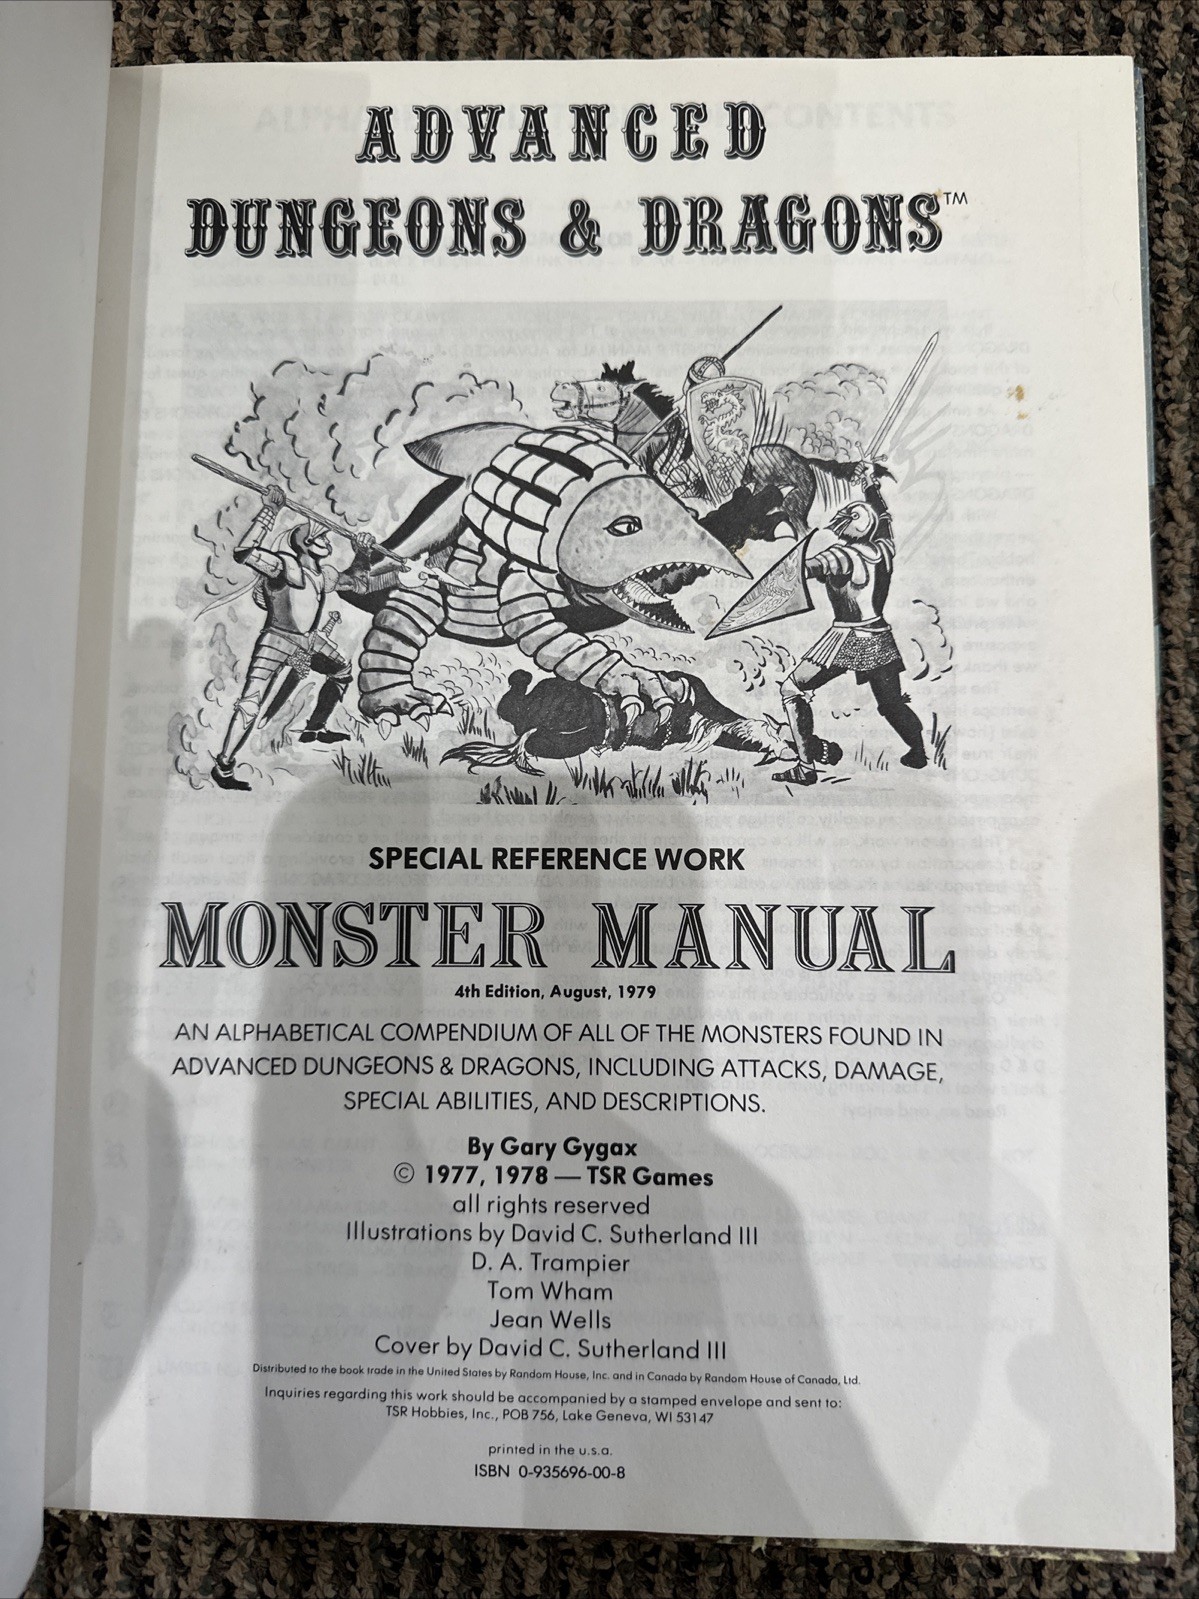 ADVANCED
DUNGEONS & DRAGONS™
SPECIAL REFERENCE WORK
MONSTER MANUAL
4th Edition, August, 1979
AN ALPHABETICAL COMPENDIUM OF ALL OF THE MONSTERS FOUND IN
ADVANCED DUNGEONS & DRAGONS, INCLUDING ATTACKS, DAMAGE,
SPECIAL ABILITIES, AND DESCRIPTIONS.
By Gary Gygax
© 1977, 1978 — TSR Games
all rights reserved
Illustrations by David C. Sutherland III
D. A. Trampier
Tom Wham
Jean Wells
Cover by David C. Sutherland III
Distributed to the book trade in the United States by Random House, Inc. and in Canada by Random House of Canada, Ltd.
Inquiries regarding this work should be accompanied by a stamped envelope and sent to:
TSR Hobbies, Inc., POB 756, Lake Geneva, WI 53147
printed in the u.s.a.
ISBN 0-935696-00-8